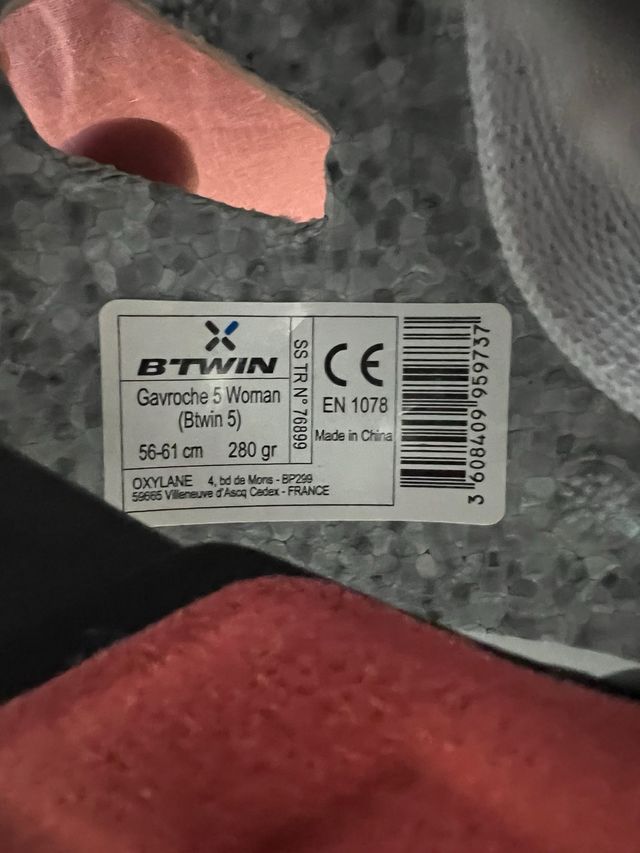 B'TWIN
Gavroche 5 Woman
(Btwin 5)
56-61 cm 280 gr
SS TR N° 76899
CE
EN 1078
Made in China
OXYLANE 4, bd de Mons - BP299
59665 Villeneuve d'Ascq Cedex - FRANCE
3 608409 959737